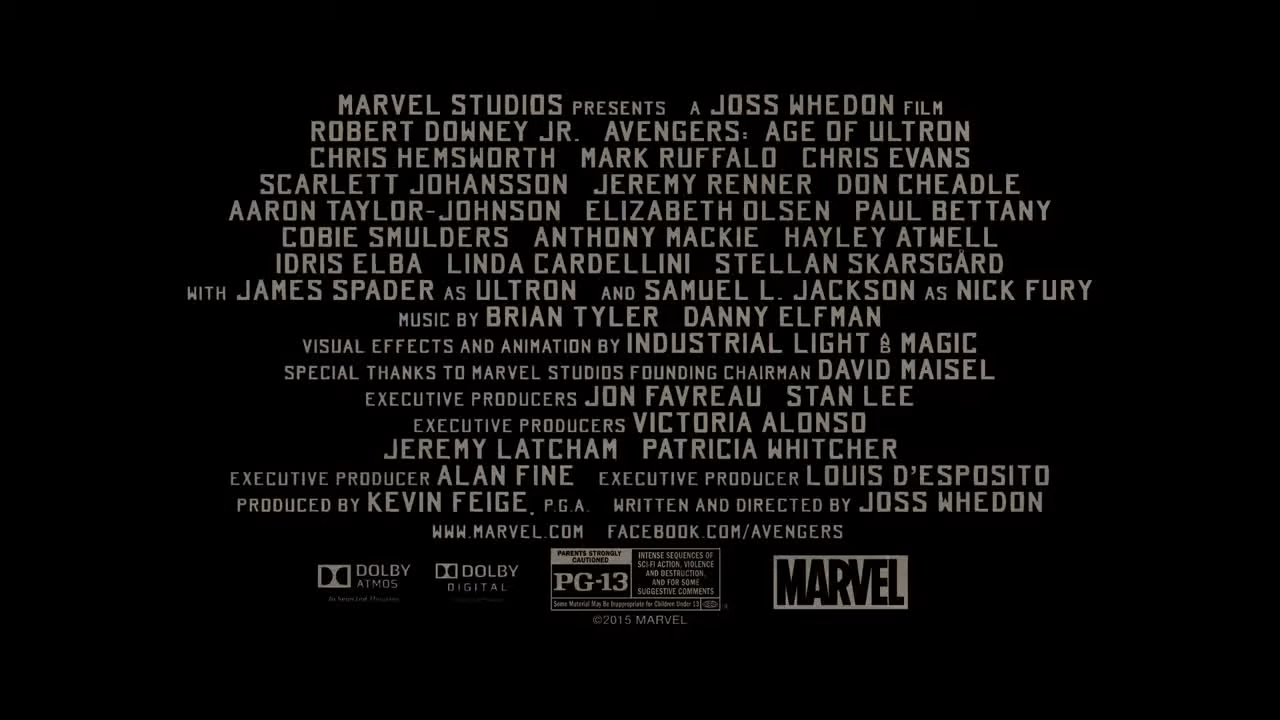 MARVEL STUDIOS PRESENTS A JOSS WHEDON FILM
ROBERT DOWNEY JR. AVENGERS: AGE OF ULTRON
CHRIS HEMSWORTH MARK RUFFALO CHRIS EVANS
SCARLETT JOHANSSON JEREMY RENNER DON CHEADLE
AARON TAYLOR-JOHNSON ELIZABETH OLSEN PAUL BETTANY
COBIE SMULDERS ANTHONY MACKIE HAYLEY ATWELL
IDRIS ELBA LINDA CARDELLINI STELLAN SKARSGÅRD
WITH JAMES SPADER AS ULTRON AND SAMUEL L. JACKSON AS NICK FURY
MUSIC BY BRIAN TYLER DANNY ELFMAN
VISUAL EFFECTS AND ANIMATION BY INDUSTRIAL LIGHT AND MAGIC
SPECIAL THANKS TO MARVEL STUDIOS FOUNDING CHAIRMAN DAVID MAISEL
EXECUTIVE PRODUCERS JON FAVREAU STAN LEE
EXECUTIVE PRODUCERS VICTORIA ALONSO
JEREMY LATCHAM PATRICIA WHITCHER
EXECUTIVE PRODUCER ALAN FINE EXECUTIVE PRODUCER LOUIS D'ESPOSITO
PRODUCED BY KEVIN FEIGE, P.G.A. WRITTEN AND DIRECTED BY JOSS WHEDON
WWW.MARVEL.COM FACEBOOK.COM/AVENGERS
DOLBY ATMOS
In Selected Theatres
DOLBY DIGITAL
PARENTS STRONGLY CAUTIONED
PG-13
INTENSE SEQUENCES OF
SCI-FI ACTION, VIOLENCE
AND DESTRUCTION,
AND FOR SOME
SUGGESTIVE COMMENTS
Some Material May Be Inappropriate for Children Under 13
MARVEL
©2015 MARVEL